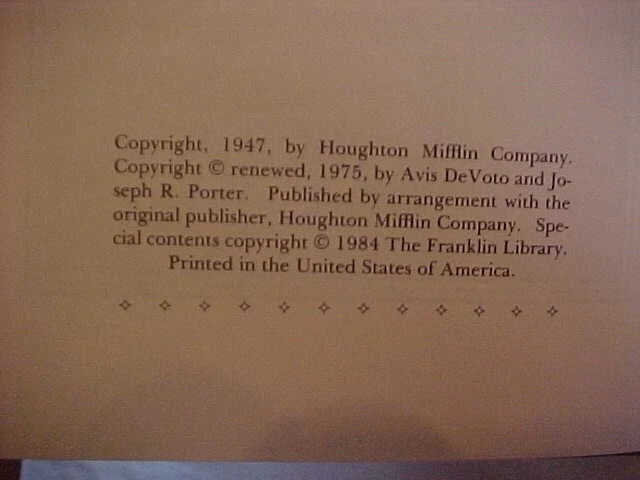 Copyright, 1947, by Houghton Mifflin Company.
Copyright © renewed, 1975, by Avis DeVoto and Jo-
seph R. Porter. Published by arrangement with the
original publisher, Houghton Mifflin Company. Spe-
cial contents copyright © 1984 The Franklin Library.
Printed in the United States of America.